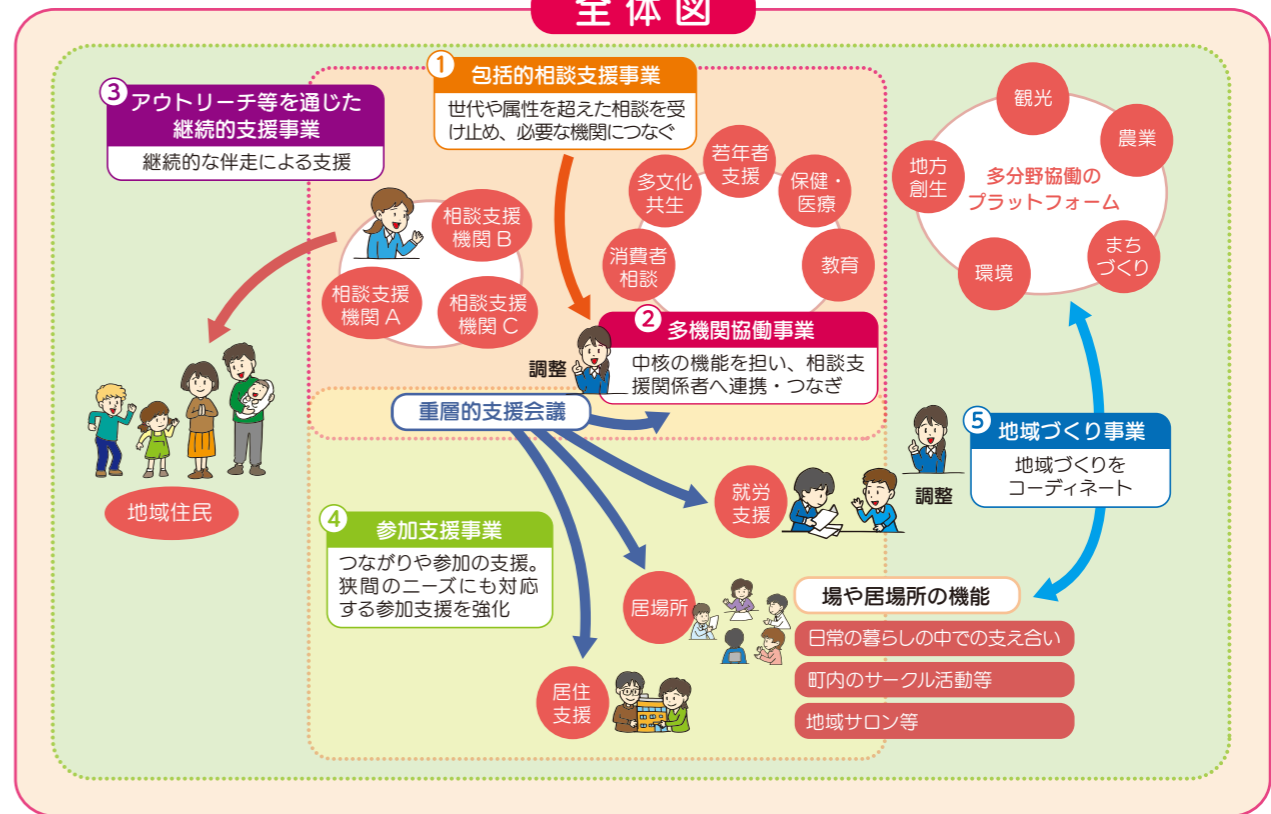 全体図
①
包括的相談支援事業
世代や属性を超えた相談を受
け止め、必要な機関につなぐ
③
アウトリーチ等を通じた
継続的支援事業
継続的な伴走による支援
相談支援
機関 B
相談支援
機関 A
相談支援
機関 C
若年者
支援
多文化
共生
保健・
医療
消費者
相談
教育
観光
農業
地方
創生
多分野協働の
プラットフォーム
まち
づくり
環境
②
多機関協働事業
中核の機能を担い、相談支
援関係者へ連携・つなぎ
調整
重層的支援会議
地域住民
⑤
地域づくり事業
地域づくりを
コーディネート
調整
就労
支援
④
参加支援事業
つながりや参加の支援。
狭間のニーズにも対応
する参加支援を強化
居場所
場や居場所の機能
日常の暮らしの中での支え合い
町内のサークル活動等
地域サロン等
居住
支援